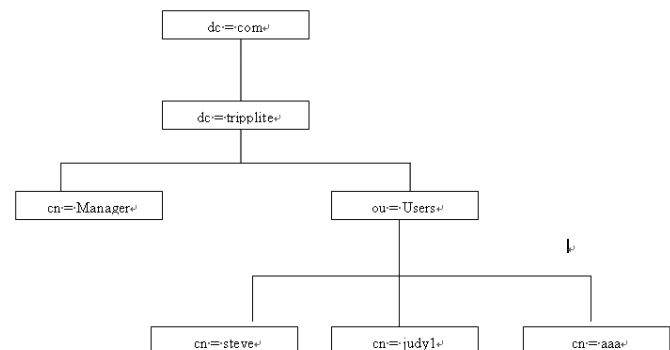 dc = com
dc = tripplite
cn = Manager
ou = Users
cn = steve
cn = judy1
cn = aaa